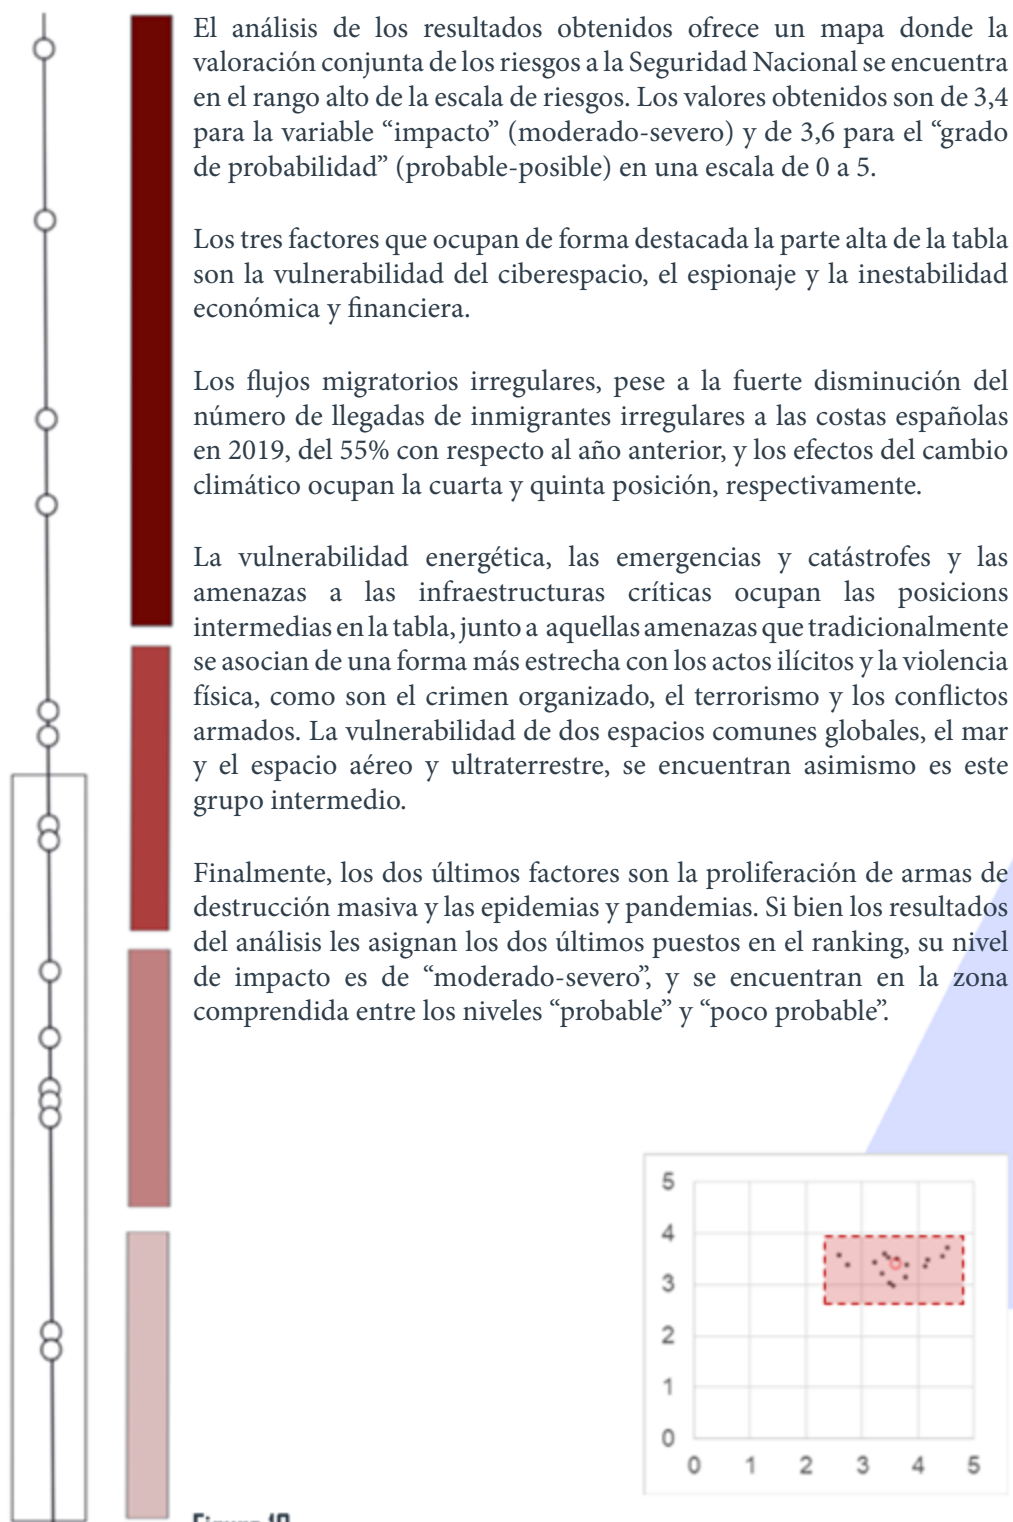 El análisis de los resultados obtenidos ofrece un mapa donde la
valoración conjunta de los riesgos a la Seguridad Nacional se encuentra
en el rango alto de la escala de riesgos. Los valores obtenidos son de 3,4
para la variable “impacto” (moderado-severo) y de 3,6 para el “grado
de probabilidad” (probable-posible) en una escala de 0 a 5.
Los tres factores que ocupan de forma destacada la parte alta de la tabla
son la vulnerabilidad del ciberespacio, el espionaje y la inestabilidad
económica y financiera.
Los flujos migratorios irregulares, pese a la fuerte disminución del
número de llegadas de inmigrantes irregulares a las costas españolas
en 2019, del 55% con respecto al año anterior, y los efectos del cambio
climático ocupan la cuarta y quinta posición, respectivamente.
La vulnerabilidad energética, las emergencias y catástrofes y las
amenazas a las infraestructuras críticas ocupan las posicions
intermedias en la tabla, junto a aquellas amenazas que tradicionalmente
se asocian de una forma más estrecha con los actos ilícitos y la violencia
física, como son el crimen organizado, el terrorismo y los conflictos
armados. La vulnerabilidad de dos espacios comunes globales, el mar
y el espacio aéreo y ultraterrestre, se encuentran asimismo es este
grupo intermedio.
Finalmente, los dos últimos factores son la proliferación de armas de
destrucción masiva y las epidemias y pandemias. Si bien los resultados
del análisis les asignan los dos últimos puestos en el ranking, su nivel
de impacto es de “moderado-severo”, y se encuentran en la zona
comprendida entre los niveles “probable” y “poco probable”.
5
4
3
2
1
0
0 1 2 3 4 5